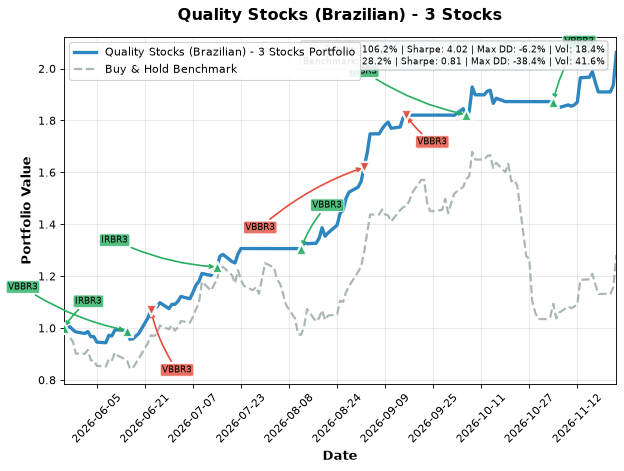 Quality Stocks (Brazilian) - 3 Stocks
Quality Stocks (Brazilian) - 3 Stocks Portfolio
Buy & Hold Benchmark
106.2% | Sharpe: 4.02 | Max DD: -6.2% | Vol: 18.4%
28.2% | Sharpe: 0.81 | Max DD: -38.4% | Vol: 41.6%
VBBR3
VBBR3
VBBR3
VBBR3
IRBR3
VBBR3
IRBR3
VBBR3
Portfolio Value
2.0
1.8
1.6
1.4
1.2
1.0
0.8
2026-06-05
2026-06-21
2026-07-07
2026-07-23
2026-08-08
2026-08-24
2026-09-09
2026-09-25
2026-10-11
2026-10-27
2026-11-12
Date